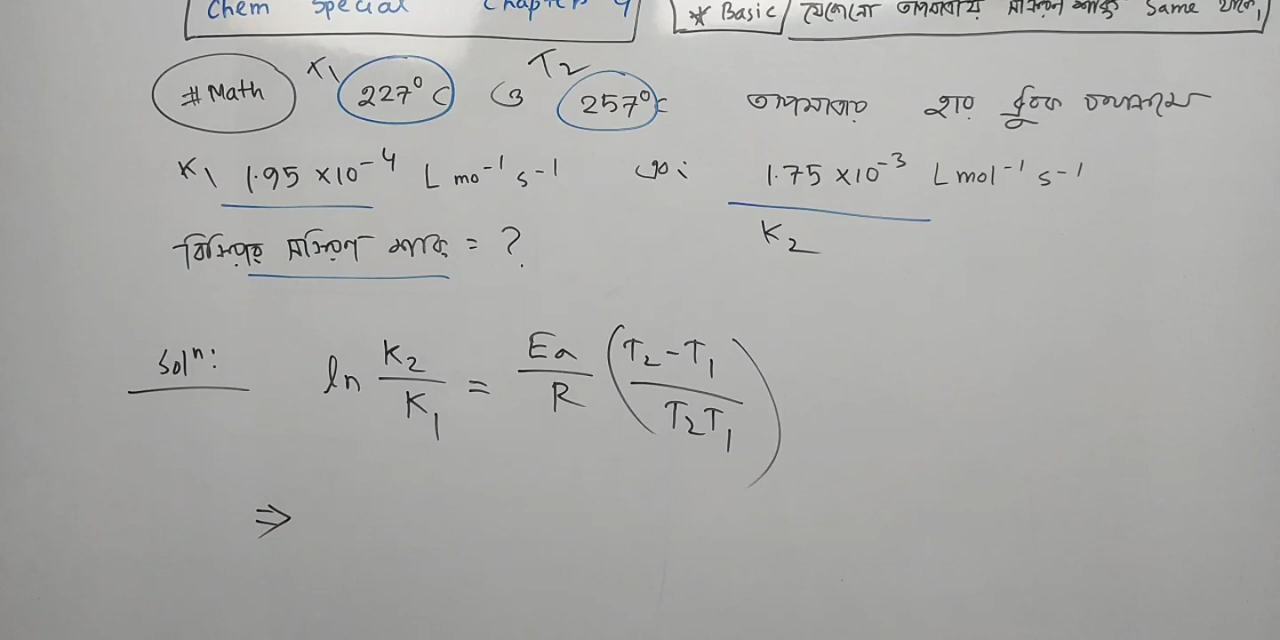 Chem Special Chapter 4
* Basic / যেকোনো তাপমাত্রায় সক্রিয়ণ শক্তি Same থাকে,
# Math T1 227°C ও T2 257°C তাপমাত্রায় হার ধ্রুবক যথাক্রমে
K1 1.95 × 10^-4 L mo^-1 s^-1 এবং 1.75 × 10^-3 L mol^-1 s^-1
K2
বিক্রিয়ার সক্রিয়ণ শক্তি = ?
Solⁿ: ln K2/K1 = Ea/R (T2 - T1 / T2T1)
⇒